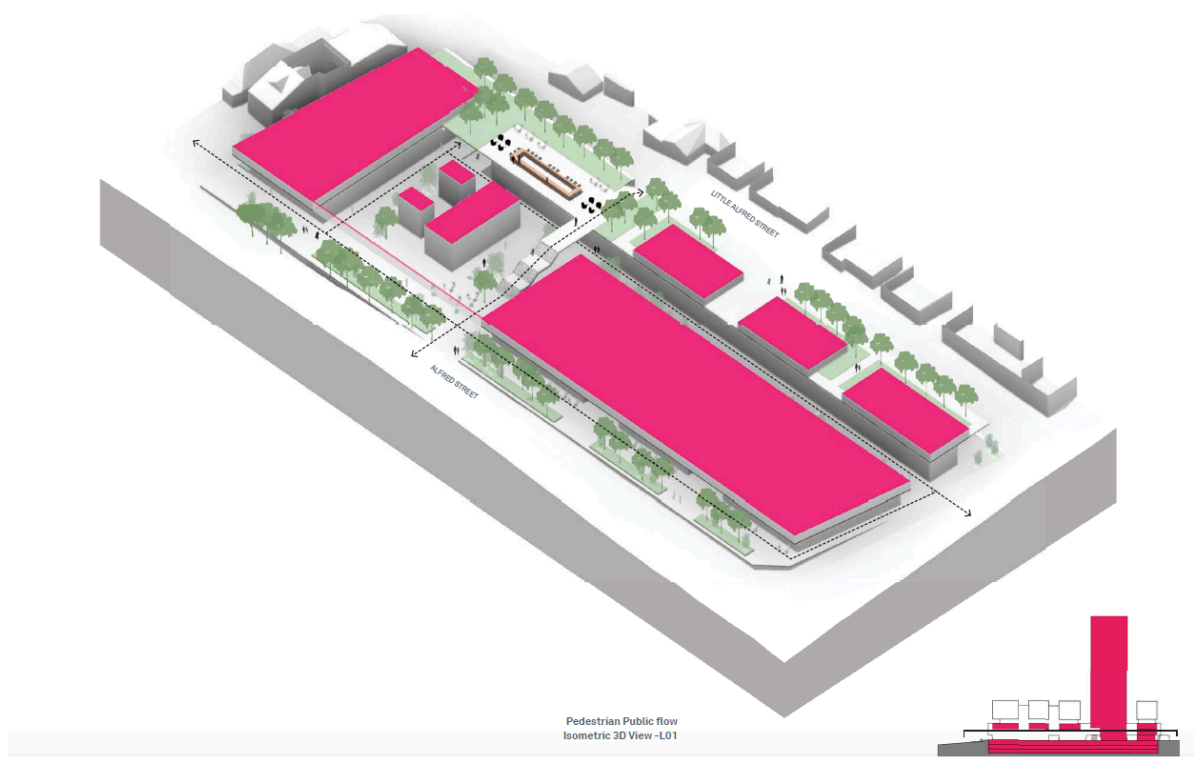 LITTLE ALFRED STREET
ALFRED STREET
Pedestrian Public flow
Isometric 3D View -L01